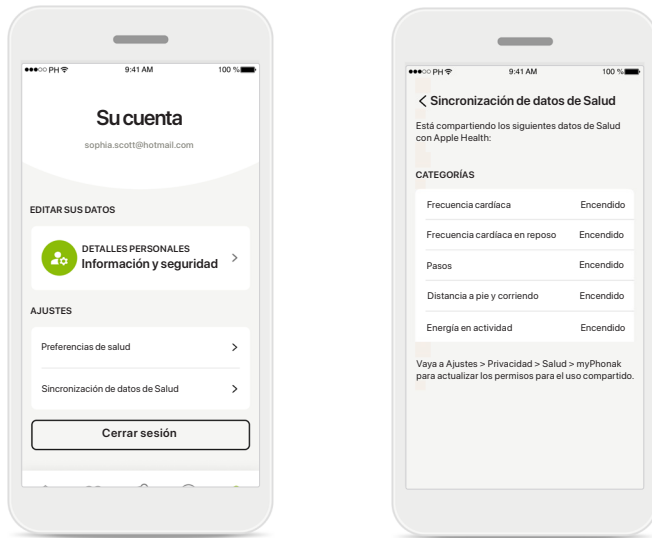 PH
9:41 AM
100 %
Su cuenta
sophia.scott@hotmail.com
EDITAR SUS DATOS
DETALLES PERSONALES
Información y seguridad
AJUSTES
Preferencias de salud
Sincronización de datos de Salud
Cerrar sesión
PH
9:41 AM
100 %
Sincronización de datos de Salud
Está compartiendo los siguientes datos de Salud
con Apple Health:
CATEGORÍAS
Frecuencia cardíaca Encendido
Frecuencia cardíaca en reposo Encendido
Pasos Encendido
Distancia a pie y corriendo Encendido
Energía en actividad Encendido
Vaya a Ajustes > Privacidad > Salud > myPhonak
para actualizar los permisos para el uso compartido.